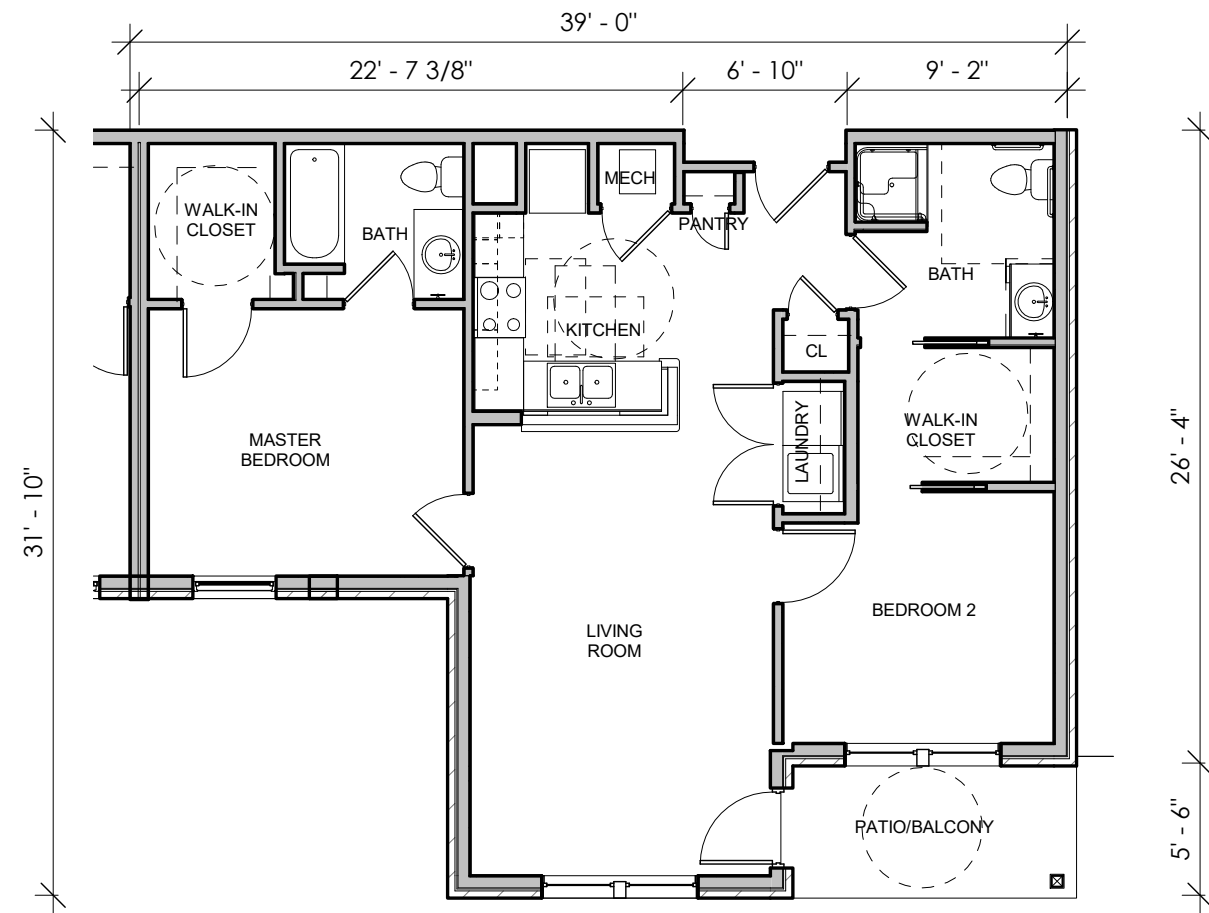 39' - 0"
22' - 7 3/8"
6' - 10"
9' - 2"
MECH
WALK-IN
CLOSET
PANTRY
BATH
BATH
KITCHEN
CL
MASTER
BEDROOM
LAUNDRY
WALK-IN
CLOSET
26' - 4"
31' - 10"
BEDROOM 2
LIVING
ROOM
PATIO/BALCONY
5' - 6"